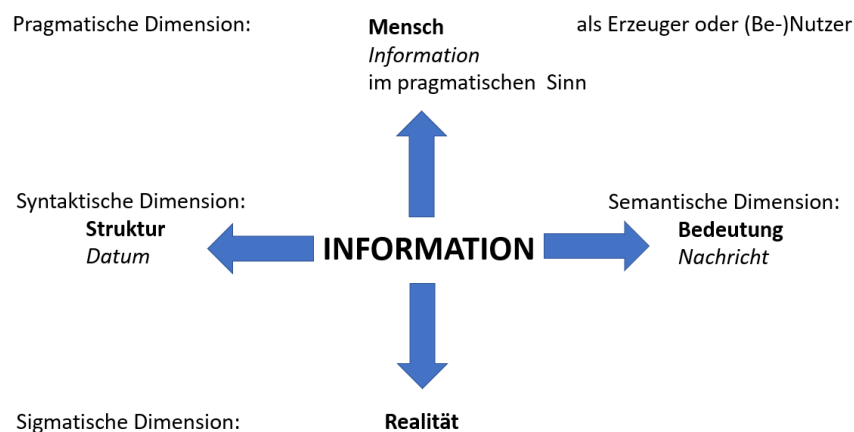 Pragmatische Dimension: Mensch als Erzeuger oder (Be-)Nutzer
Information
im pragmatischen Sinn
Syntaktische Dimension: Semantische Dimension:
Struktur Bedeutung
Datum INFORMATION Nachricht
Sigmatische Dimension: Realität